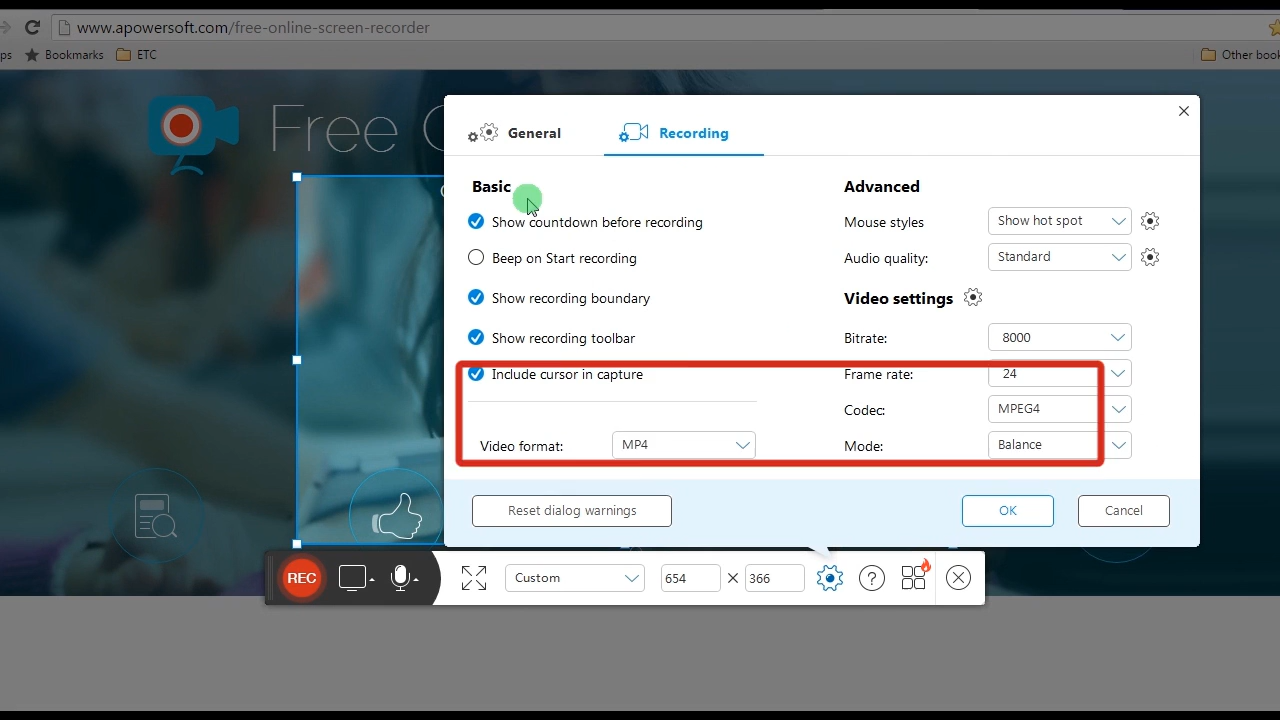 www.apowersoft.com/free-online-screen-recorder
ps Bookmarks ETC Other book
Free
General Recording
Basic
Show countdown before recording
Beep on Start recording
Show recording boundary
Show recording toolbar
Include cursor in capture
Video format: MP4
Advanced
Mouse styles Show hot spot
Audio quality: Standard
Video settings
Bitrate: 8000
Frame rate: 24
Codec: MPEG4
Mode: Balance
Reset dialog warnings OK Cancel
REC Custom 654 X 366 ?